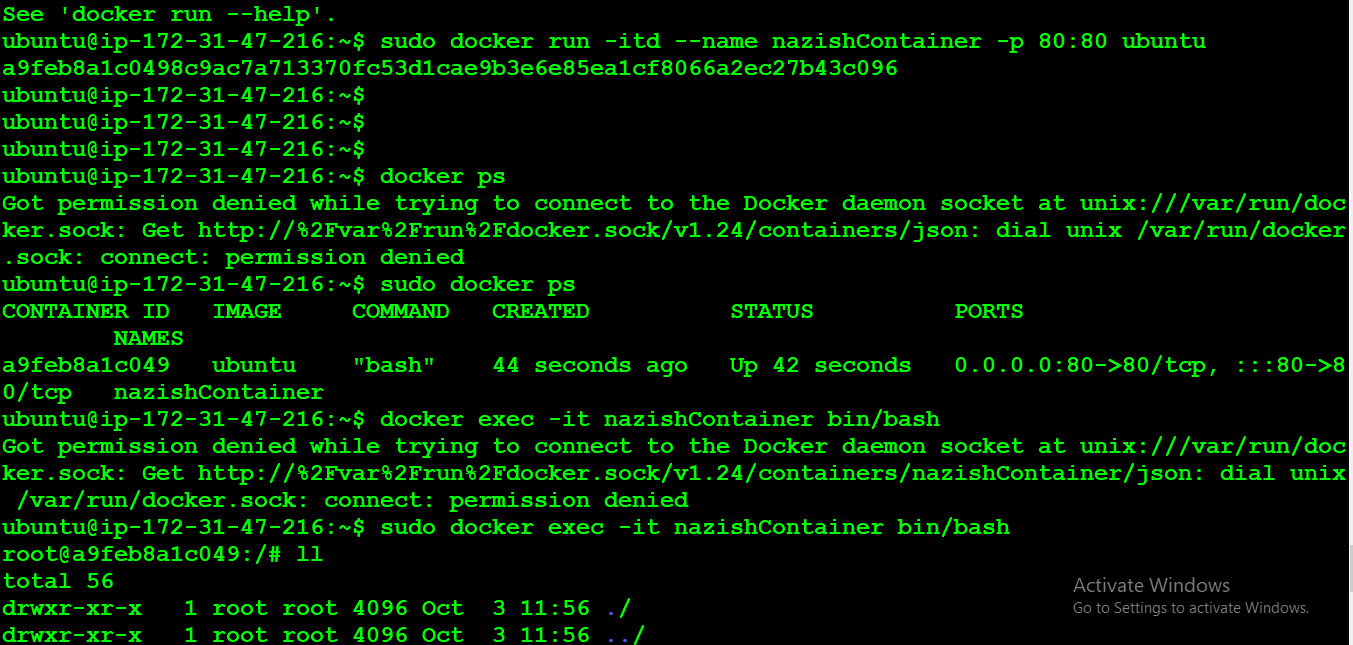 See 'docker run --help'.
ubuntu@ip-172-31-47-216:~$ sudo docker run -itd --name nazishContainer -p 80:80 ubuntu
a9feb8a1c0498c9ac7a713370fc53d1cae9b3e6e85ea1cf8066a2ec27b43c096
ubuntu@ip-172-31-47-216:~$
ubuntu@ip-172-31-47-216:~$
ubuntu@ip-172-31-47-216:~$
ubuntu@ip-172-31-47-216:~$ docker ps
Got permission denied while trying to connect to the Docker daemon socket at unix:///var/run/doc
ker.sock: Get http://%2Fvar%2Frun%2Fdocker.sock/v1.24/containers/json: dial unix /var/run/docker
.sock: connect: permission denied
ubuntu@ip-172-31-47-216:~$ sudo docker ps
CONTAINER ID   IMAGE     COMMAND   CREATED          STATUS          PORTS
        NAMES
a9feb8a1c049   ubuntu    "bash"    44 seconds ago   Up 42 seconds   0.0.0.0:80->80/tcp, :::80->8
0/tcp   nazishContainer
ubuntu@ip-172-31-47-216:~$ docker exec -it nazishContainer bin/bash
Got permission denied while trying to connect to the Docker daemon socket at unix:///var/run/doc
ker.sock: Get http://%2Fvar%2Frun%2Fdocker.sock/v1.24/containers/nazishContainer/json: dial unix
 /var/run/docker.sock: connect: permission denied
ubuntu@ip-172-31-47-216:~$ sudo docker exec -it nazishContainer bin/bash
root@a9feb8a1c049:/# ll
total 56
drwxr-xr-x   1 root root 4096 Oct  3 11:56 ./
drwxr-xr-x   1 root root 4096 Oct  3 11:56 ../
Activate Windows
Go to Settings to activate Windows.